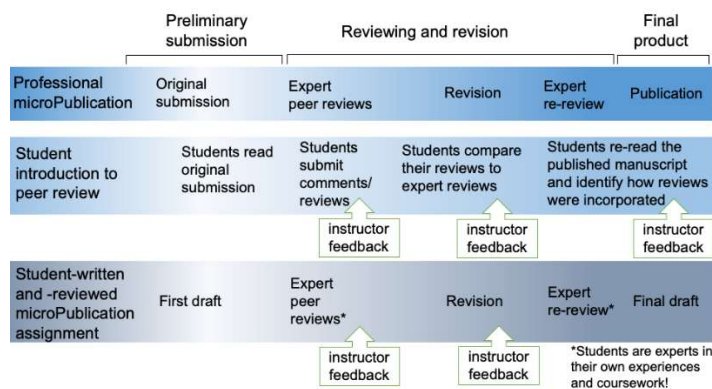 Preliminary
submission
Reviewing and revision
Final
product
Professional
microPublication
Original
submission
Expert
peer reviews
Revision
Expert
re-review
Publication
Student
introduction to
peer review
Students read
original
submission
Students
submit
comments/
reviews
Students compare
their reviews to
expert reviews
Students re-read the
published manuscript
and identify how reviews
were incorporated
instructor
feedback
instructor
feedback
instructor
feedback
Student-written
and -reviewed
microPublication
assignment
First draft
Expert
peer
reviews*
Revision
Expert
re-review*
Final draft
instructor
feedback
instructor
feedback
*Students are experts in
their own experiences
and coursework!